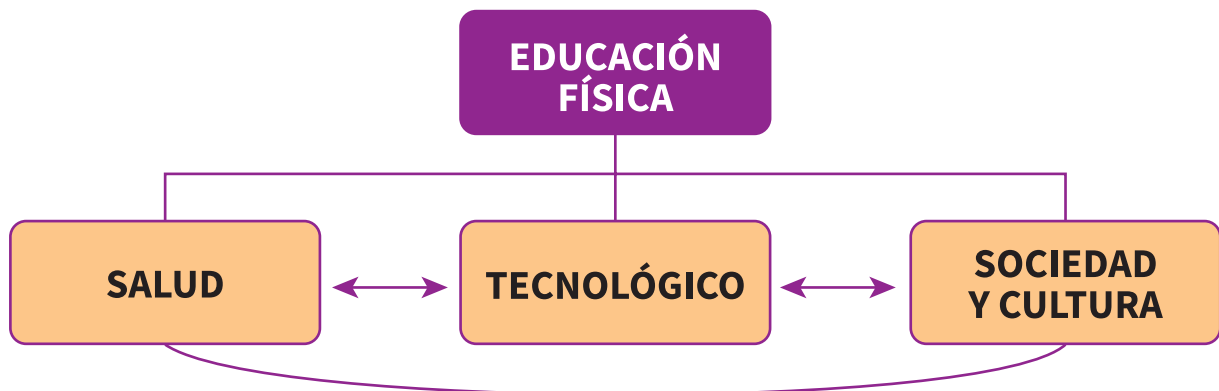 EDUCACIÓN
FÍSICA
SALUD
TECNOLÓGICO
SOCIEDAD
Y CULTURA